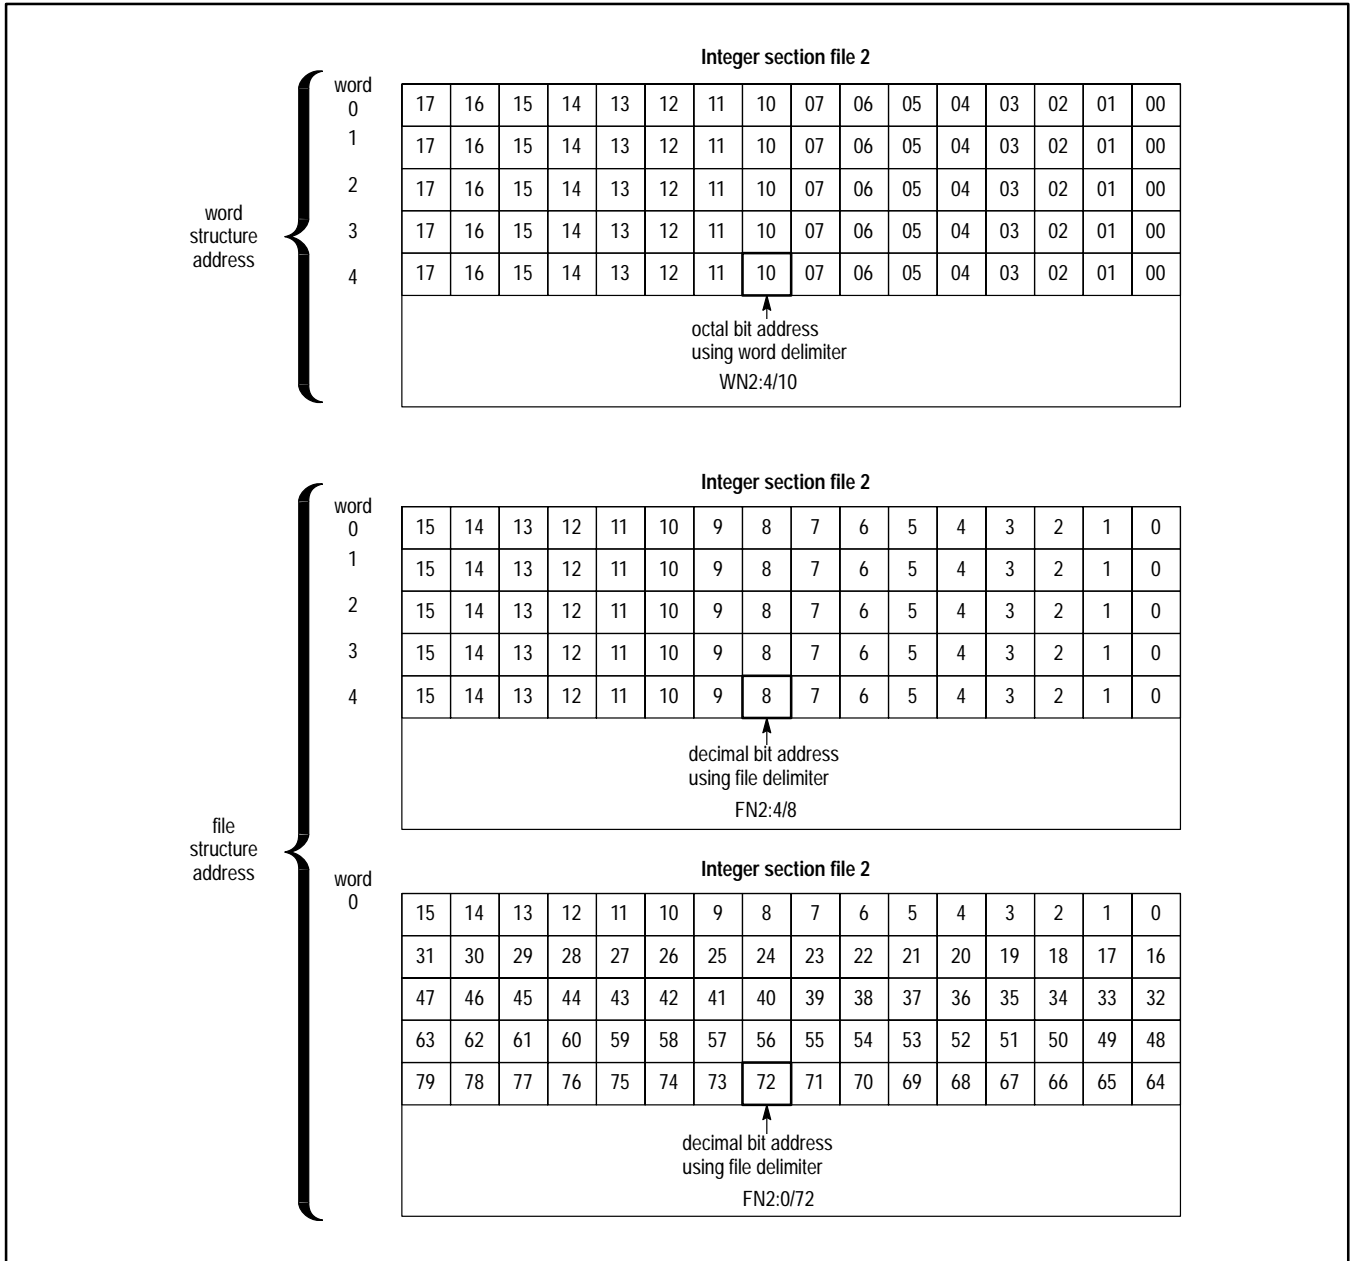 Integer section file 2
word
0
17 16 15 14 13 12 11 10 07 06 05 04 03 02 01 00
1
17 16 15 14 13 12 11 10 07 06 05 04 03 02 01 00
2
17 16 15 14 13 12 11 10 07 06 05 04 03 02 01 00
3
17 16 15 14 13 12 11 10 07 06 05 04 03 02 01 00
4
17 16 15 14 13 12 11 10 07 06 05 04 03 02 01 00
word
structure
address
octal bit address
using word delimiter
WN2:4/10
Integer section file 2
word
0
15 14 13 12 11 10 9 8 7 6 5 4 3 2 1 0
1
15 14 13 12 11 10 9 8 7 6 5 4 3 2 1 0
2
15 14 13 12 11 10 9 8 7 6 5 4 3 2 1 0
3
15 14 13 12 11 10 9 8 7 6 5 4 3 2 1 0
4
15 14 13 12 11 10 9 8 7 6 5 4 3 2 1 0
decimal bit address
using file delimiter
FN2:4/8
file
structure
address
Integer section file 2
word
0
15 14 13 12 11 10 9 8 7 6 5 4 3 2 1 0
31 30 29 28 27 26 25 24 23 22 21 20 19 18 17 16
47 46 45 44 43 42 41 40 39 38 37 36 35 34 33 32
63 62 61 60 59 58 57 56 55 54 53 52 51 50 49 48
79 78 77 76 75 74 73 72 71 70 69 68 67 66 65 64
decimal bit address
using file delimiter
FN2:0/72